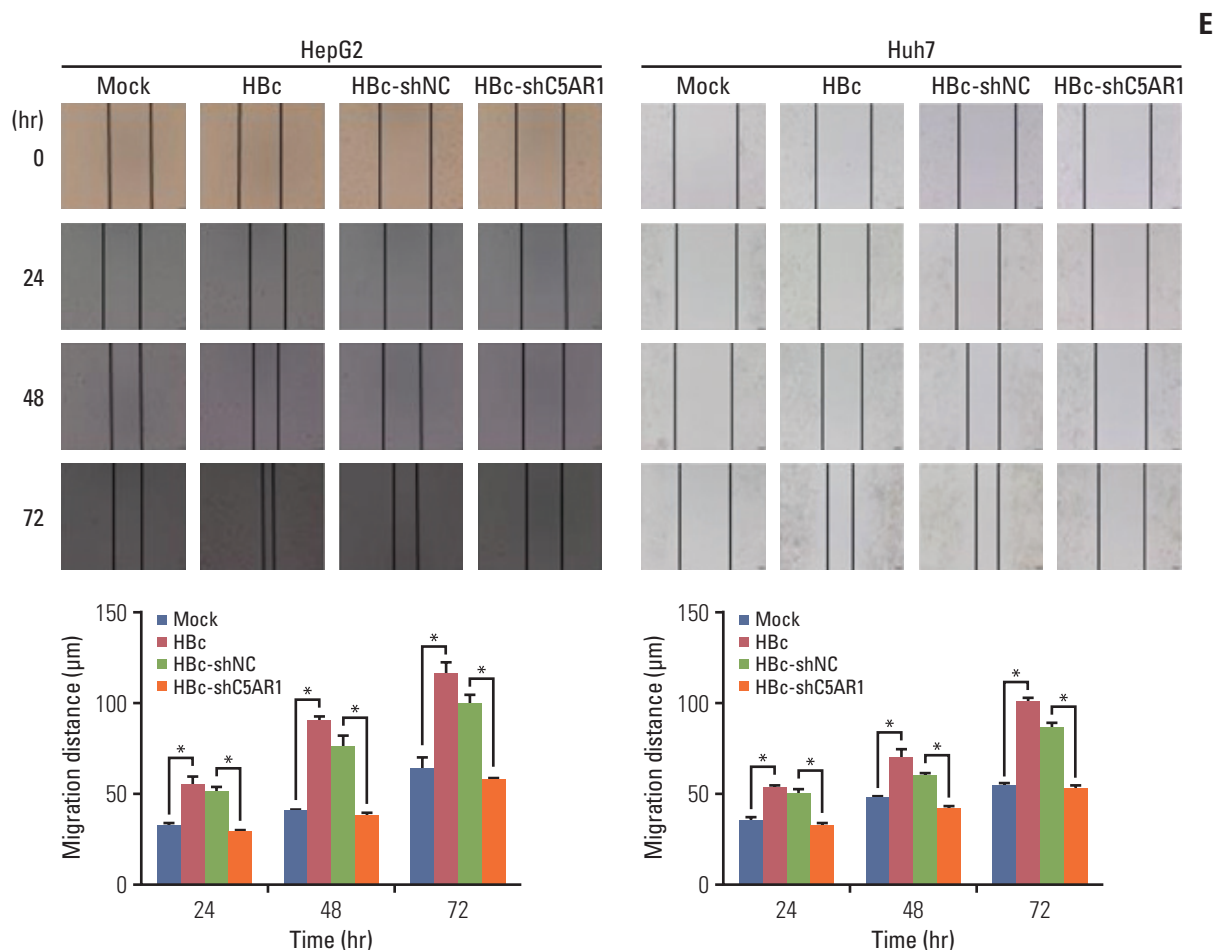 E
HepG2
Huh7
Mock HBc HBc-shNC HBc-shC5AR1
Mock HBc HBc-shNC HBc-shC5AR1
(hr)
0
24
48
72
150
100
50
0
Migration distance (µm)
Mock
HBc
HBc-shNC
HBc-shC5AR1
* * * * * *
24 48 72
Time (hr)
150
100
50
0
Migration distance (µm)
Mock
HBc
HBc-shNC
HBc-shC5AR1
* * * * * *
24 48 72
Time (hr)